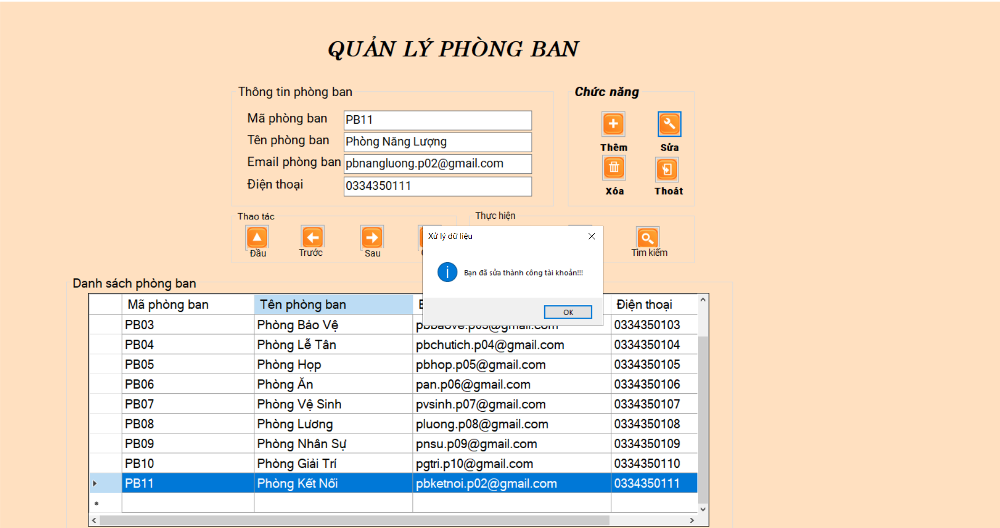 QUẢN LÝ PHÒNG BAN
Thông tin phòng ban
Mã phòng ban PB11
Tên phòng ban Phòng Năng Lượng
Email phòng ban pbnangluong.p02@gmail.com
Điện thoại 0334350111
Chức năng
Thêm Sửa
Xóa Thoát
Thao tác
Đầu Trước Sau
Thực hiện
Tìm kiếm
Xử lý dữ liệu
Bạn đã sửa thành công tài khoản!!!
OK
Danh sách phòng ban
Mã phòng ban Tên phòng ban Điện thoại
PB03 Phòng Bảo Vệ pbbaove.p03@gmail.com 0334350103
PB04 Phòng Lễ Tân pbchutich.p04@gmail.com 0334350104
PB05 Phòng Họp pbhop.p05@gmail.com 0334350105
PB06 Phòng Ăn pan.p06@gmail.com 0334350106
PB07 Phòng Vệ Sinh pvsinh.p07@gmail.com 0334350107
PB08 Phòng Lương pluong.p08@gmail.com 0334350108
PB09 Phòng Nhân Sự pnsu.p09@gmail.com 0334350109
PB10 Phòng Giải Trí pgtri.p10@gmail.com 0334350110
PB11 Phòng Kết Nối pbketnoi.p02@gmail.com 0334350111